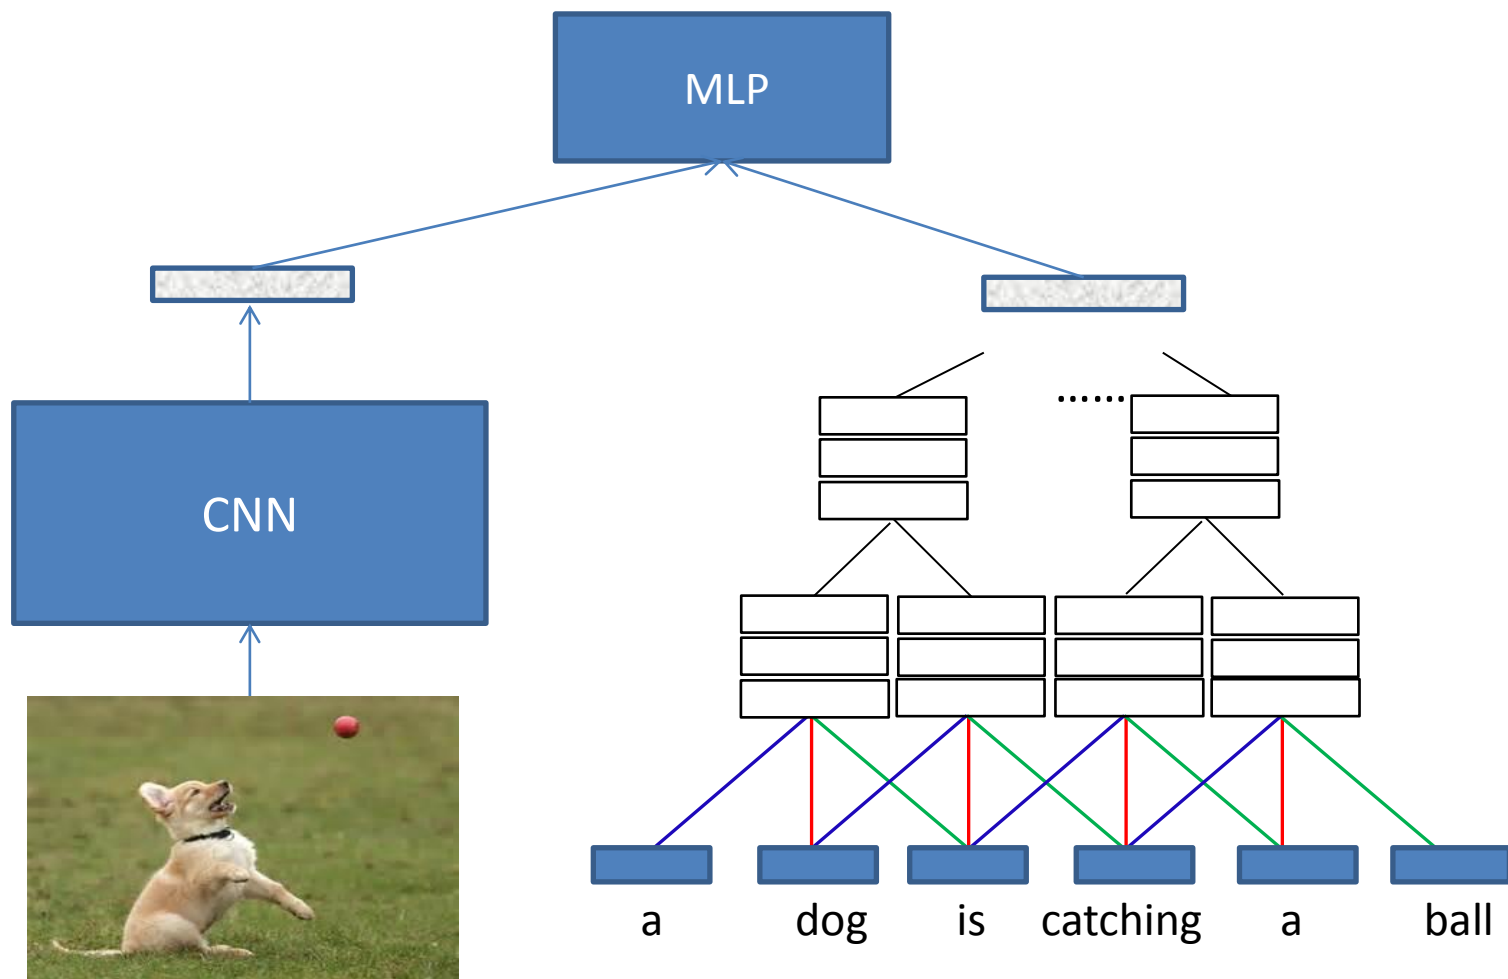 MLP
......
CNN
a dog is catching a ball